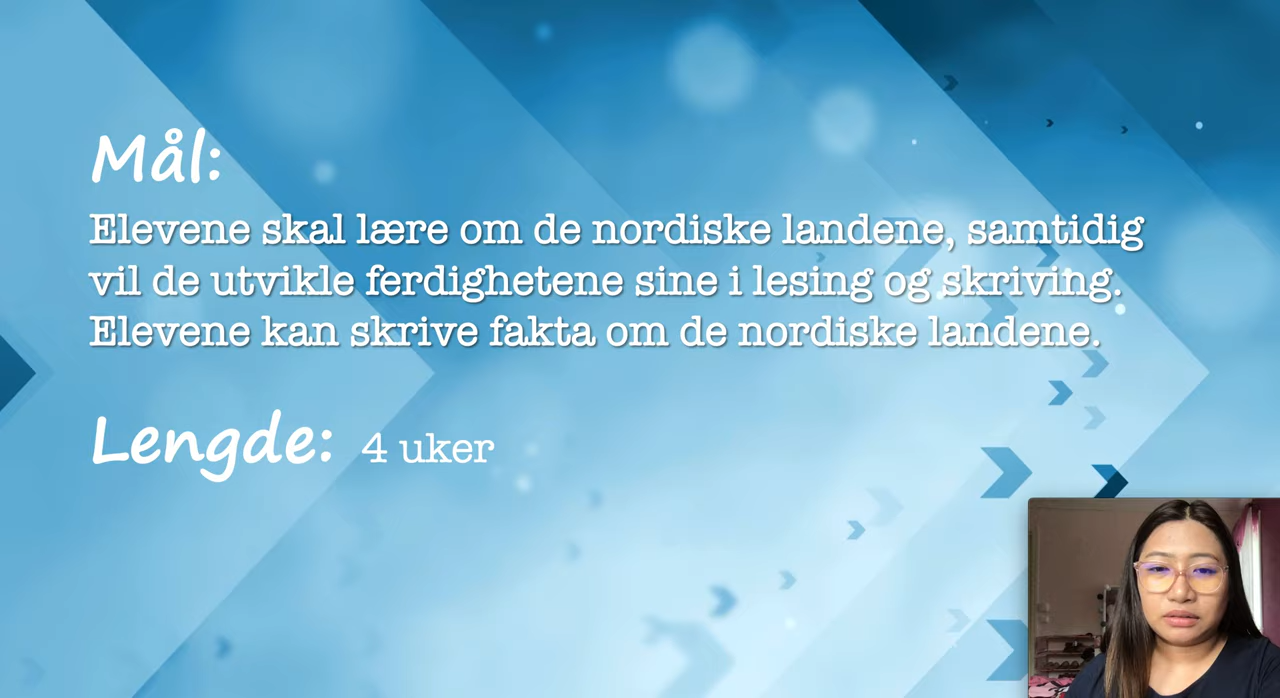 Mål:
Elevene skal lære om de nordiske landene, samtidig
vil de utvikle ferdighetene sine i lesing og skriving.
Elevene kan skrive fakta om de nordiske landene.
Lengde: 4 uker